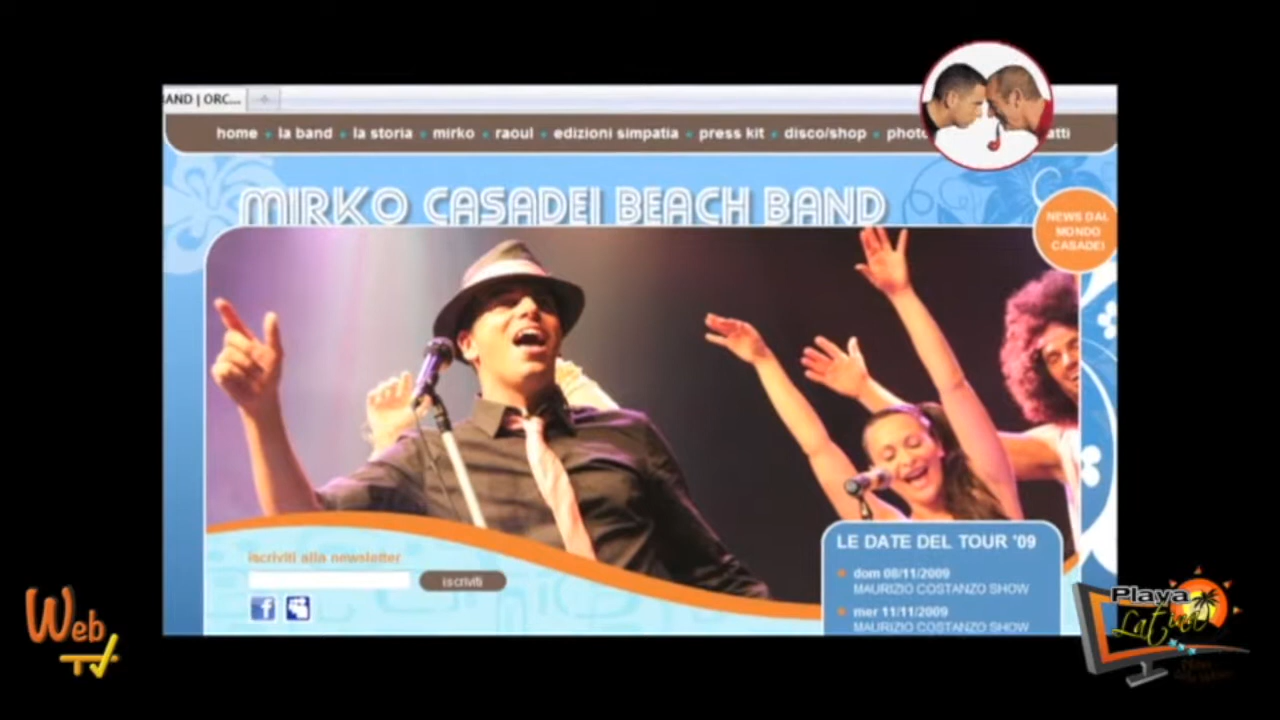 AND | ORC...
home la band la storia mirko raoul edizioni simpatia press kit disco/shop photo atti
MIRKO CASADEI BEACH BAND
NEWS DAL
MONDO
CASADEI
iscriviti alla newsletter
iscriviti
LE DATE DEL TOUR '09
dom 08/11/2009
MAURIZIO COSTANZO SHOW
mer 11/11/2009
MAURIZIO COSTANZO SHOW
Web
TV
Playa
Latina